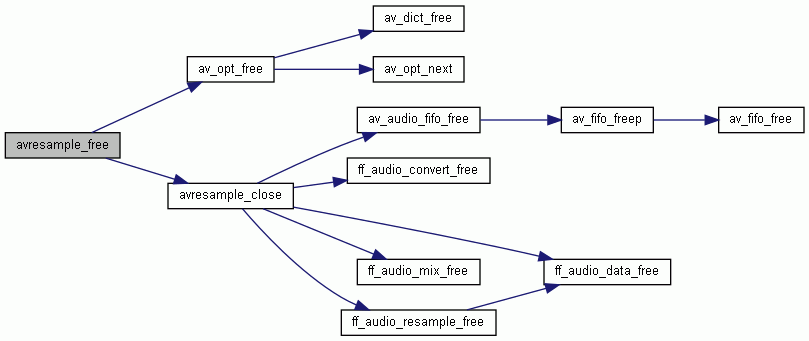 av_dict_free
av_opt_free
av_opt_next
av_audio_fifo_free
av_fifo_freep
av_fifo_free
avresample_free
ff_audio_convert_free
avresample_close
ff_audio_mix_free
ff_audio_data_free
ff_audio_resample_free